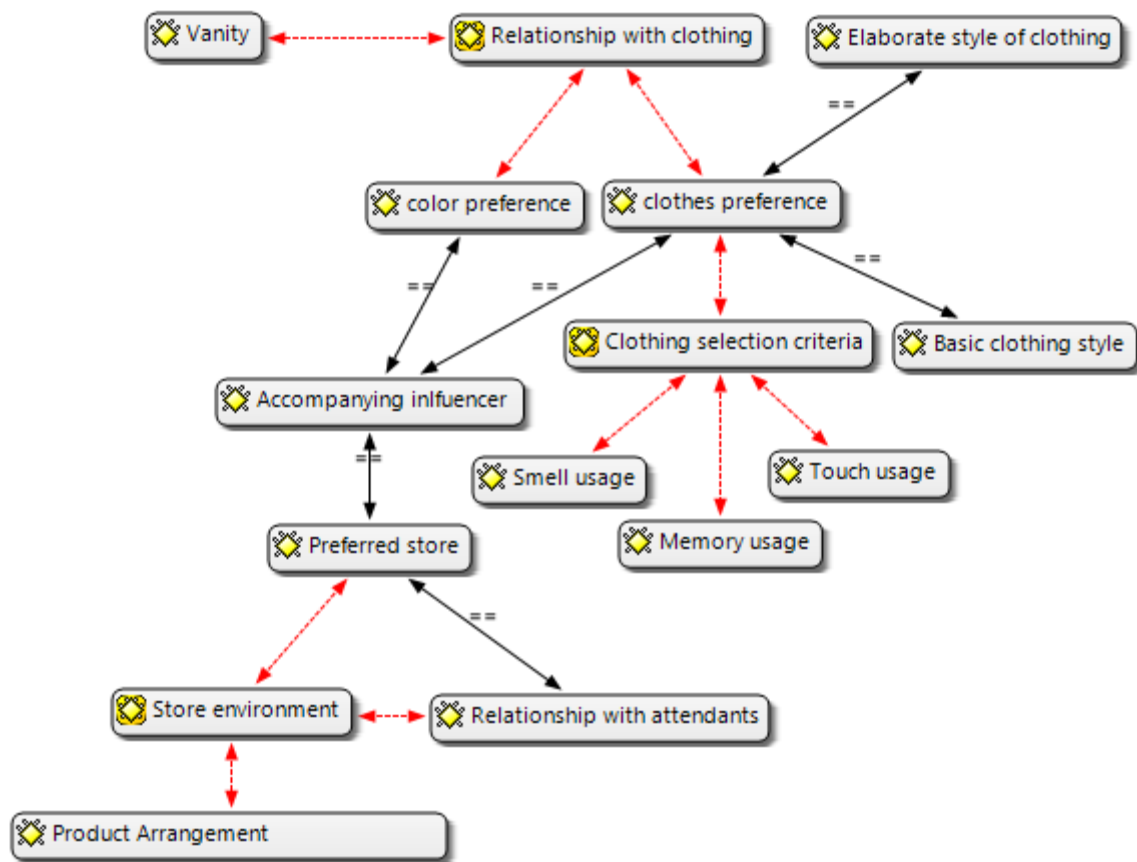 Vanity
Relationship with clothing
Elaborate style of clothing
==
color preference
clothes preference
==
==
==
Clothing selection criteria
Basic clothing style
Accompanying inlfuencer
==
Smell usage
Touch usage
Memory usage
Preferred store
==
Store environment
Relationship with attendants
Product Arrangement